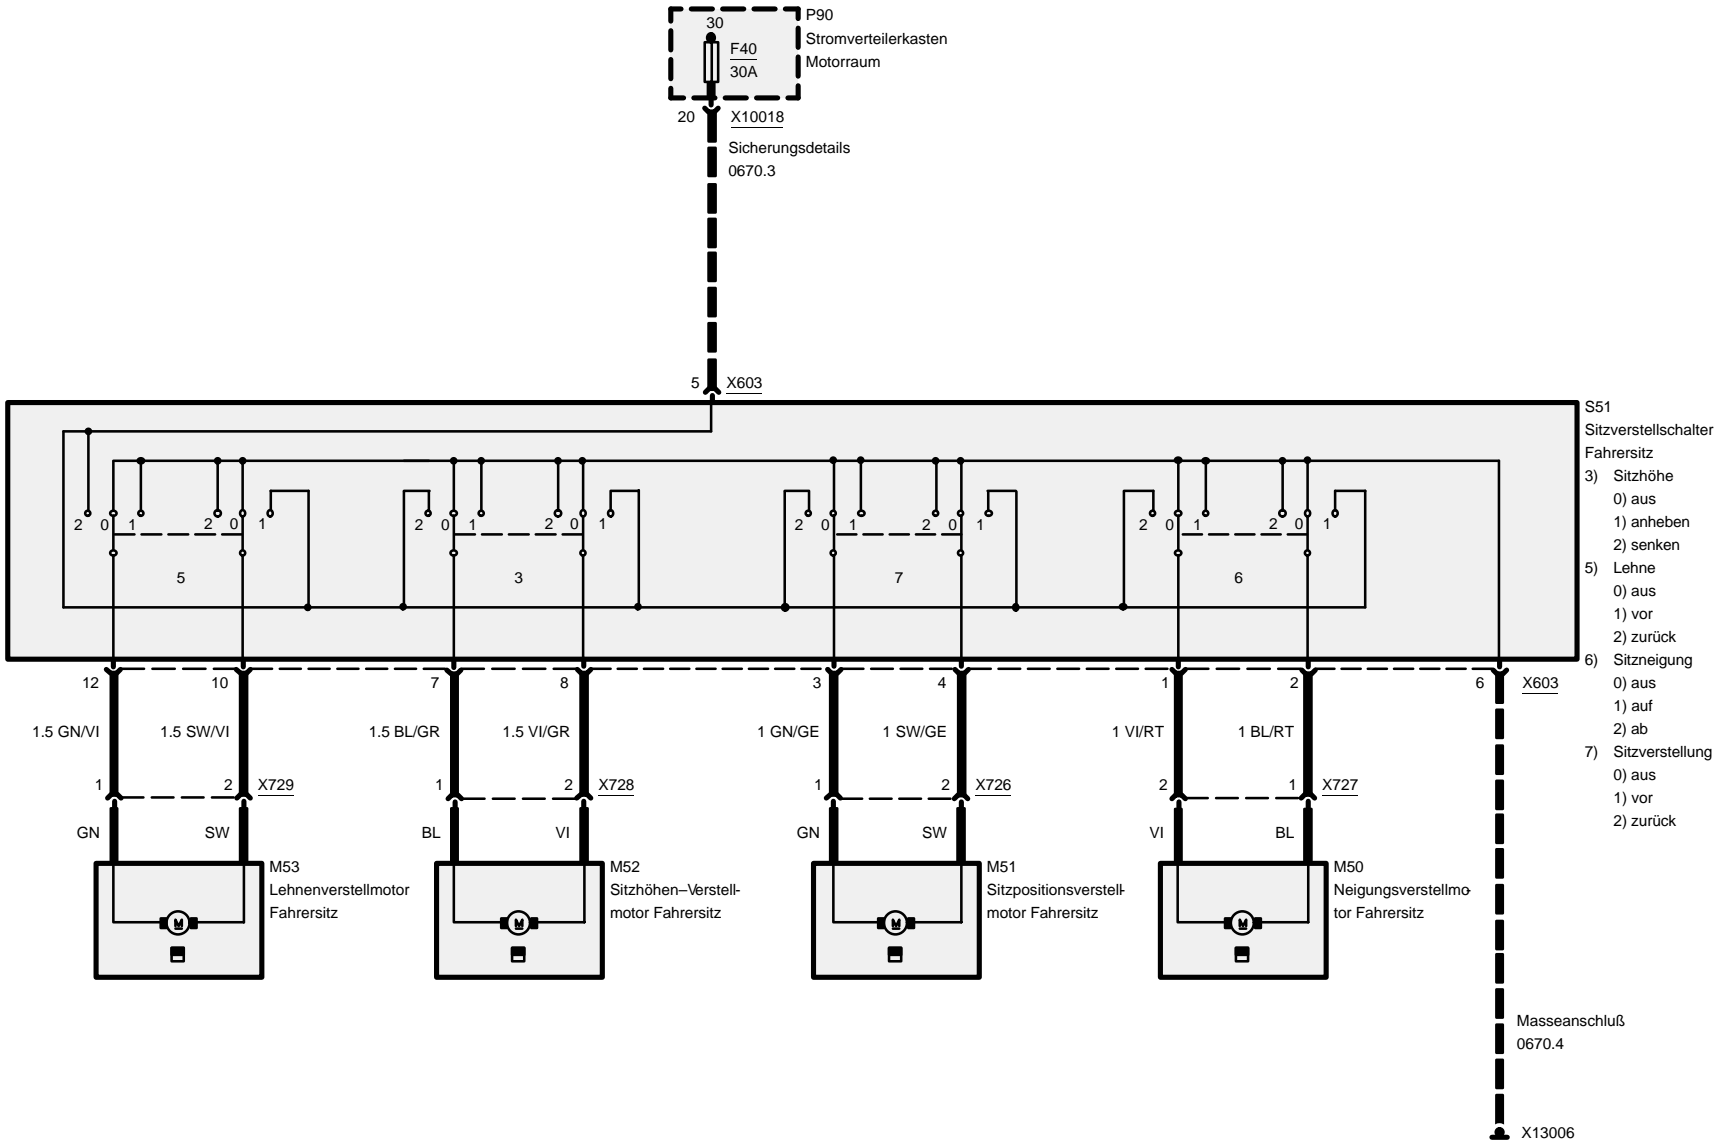 P90
30
Stromverteilerkasten
F40
Motorraum
30A
20 X10018
Sicherungsdetails
0670.3
5 X603
S51
Sitzverstellschalter
Fahrersitz
3) Sitzhöhe
0) aus
1) anheben
2) senken
5) Lehne
0) aus
1) vor
2) zurück
6) Sitzneigung
0) aus
1) auf
2) ab
7) Sitzverstellung
0) aus
1) vor
2) zurück
2 0 1 2 0 1 2 0 1 2 0 1 2 0 1 2 0 1 2 0 1 2 0 1
5 3 7 6
12 10 7 8 3 4 1 2 6 X603
1.5 GN/VI 1.5 SW/VI 1.5 BL/GR 1.5 VI/GR 1 GN/GE 1 SW/GE 1 VI/RT 1 BL/RT
1 2 X729 1 2 X728 1 2 X726 2 1 X727
GN SW BL VI GN SW VI BL
M53
Lehnenverstellmotor
Fahrersitz
M
M52
Sitzhöhen–Verstell-
motor Fahrersitz
M
M51
Sitzpositionsverstell-
motor Fahrersitz
M
M50
Neigungsverstellmo-
tor Fahrersitz
M
Masseanschluß
0670.4
X13006